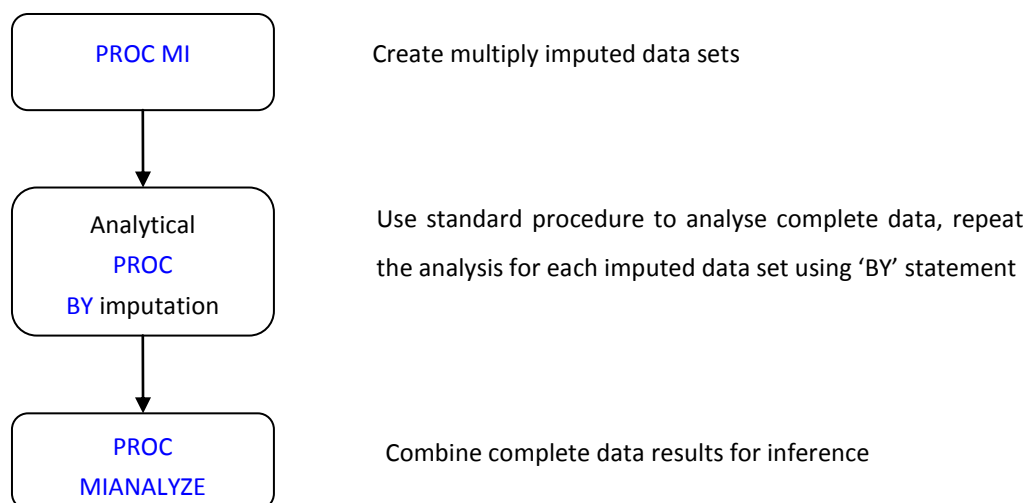 PROC MI
Create multiply imputed data sets
Analytical
PROC
BY imputation
Use standard procedure to analyse complete data, repeat
the analysis for each imputed data set using ‘BY’ statement
PROC
MIANALYZE
Combine complete data results for inference